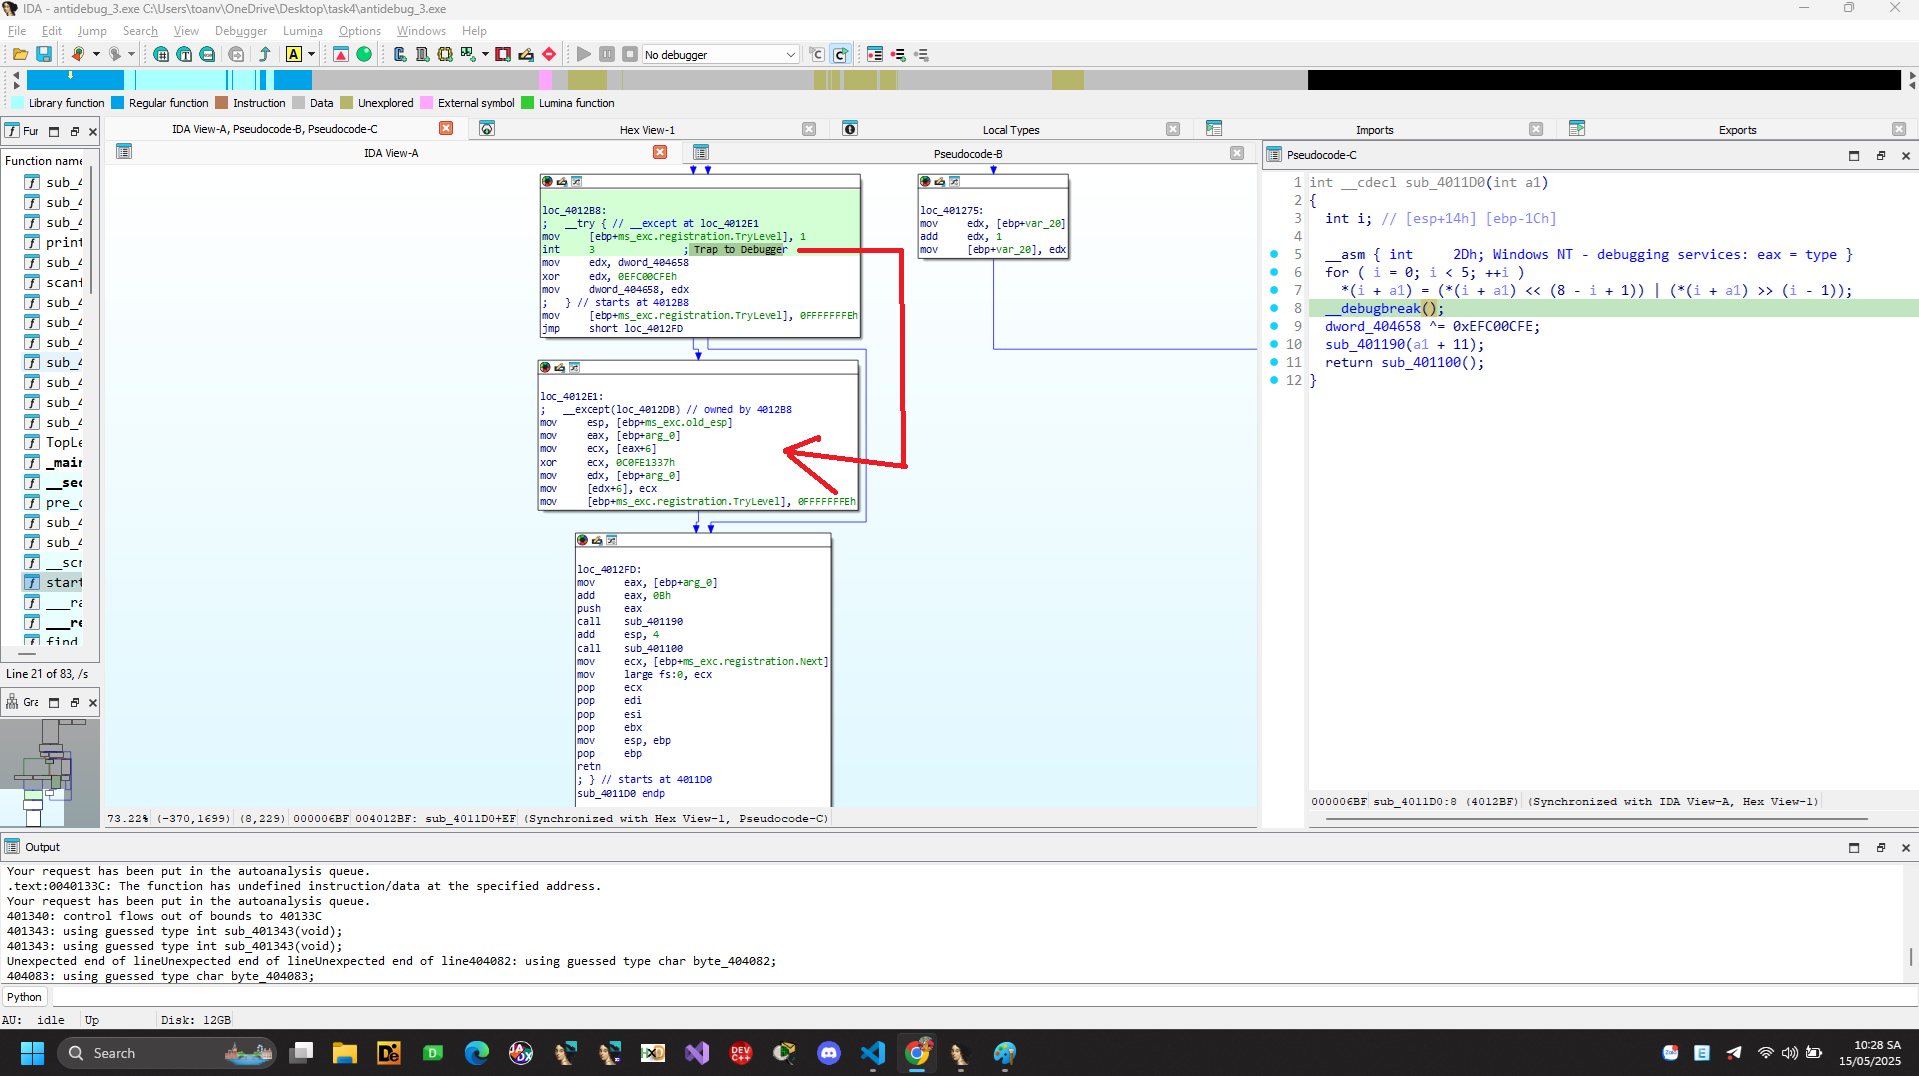 IDA - antidebug_3.exe C:\Users\toanv\OneDrive\Desktop\task4\antidebug_3.exe
File Edit Jump Search View Debugger Lumina Options Windows Help
No debugger
Library function Regular function Instruction Data Unexplored External symbol Lumina function
Fur
IDA View-A, Pseudocode-B, Pseudocode-C
Hex View-1
Local Types
Imports
Exports
IDA View-A
Pseudocode-B
Pseudocode-C
Function name
sub_4
sub_4
sub_4
print
sub_4
scanf
sub_4
sub_4
sub_4
sub_4
sub_4
sub_4
sub_4
TopLe
_mair
__sec
pre_c
sub_4
sub_4
__scr
start
___ra
___re
find
Line 21 of 83, /s
Gra
loc_4012B8:
;   __try { // __except at loc_4012E1
mov     [ebp+ms_exc.registration.TryLevel], 1
int     3               ; Trap to Debugger
mov     edx, dword_404658
xor     edx, 0EFC00CFEh
mov     dword_404658, edx
;   } // starts at 4012B8
mov     [ebp+ms_exc.registration.TryLevel], 0FFFFFFFEh
jmp     short loc_4012FD
loc_401275:
mov     edx, [ebp+var_20]
add     edx, 1
mov     [ebp+var_20], edx
loc_4012E1:
;   __except(loc_4012DB) // owned by 4012B8
mov     esp, [ebp+ms_exc.old_esp]
mov     eax, [ebp+arg_0]
mov     ecx, [eax+6]
xor     ecx, 0C0FE1337h
mov     edx, [ebp+arg_0]
mov     [edx+6], ecx
mov     [ebp+ms_exc.registration.TryLevel], 0FFFFFFFEh
loc_4012FD:
mov     eax, [ebp+arg_0]
add     eax, 0Bh
push    eax
call    sub_401190
add     esp, 4
call    sub_401100
mov     ecx, [ebp+ms_exc.registration.Next]
mov     large fs:0, ecx
pop     ecx
pop     edi
pop     esi
pop     ebx
mov     esp, ebp
pop     ebp
retn
; } // starts at 4011D0
sub_4011D0 endp
73.22% (-370,1699) (8,229) 000006BF 004012BF: sub_4011D0+EF (Synchronized with Hex View-1, Pseudocode-C)
1 int __cdecl sub_4011D0(int a1)
2 {
3   int i; // [esp+14h] [ebp-1Ch]
4
5   __asm { int     2Dh; Windows NT - debugging services: eax = type }
6   for ( i = 0; i < 5; ++i )
7     *(i + a1) = (*(i + a1) << (8 - i + 1)) | (*(i + a1) >> (i - 1));
8   __debugbreak();
9   dword_404658 ^= 0xEFC00CFE;
10   sub_401190(a1 + 11);
11   return sub_401100();
12 }
000006BF sub_4011D0:8 (4012BF) (Synchronized with IDA View-A, Hex View-1)
Output
Your request has been put in the autoanalysis queue.
.text:0040133C: The function has undefined instruction/data at the specified address.
Your request has been put in the autoanalysis queue.
401340: control flows out of bounds to 40133C
401343: using guessed type int sub_401343(void);
401343: using guessed type int sub_401343(void);
Unexpected end of lineUnexpected end of lineUnexpected end of line404082: using guessed type char byte_404082;
404083: using guessed type char byte_404083;
Python
AU: idle Up Disk: 12GB
Search
10:28 SA
15/05/2025